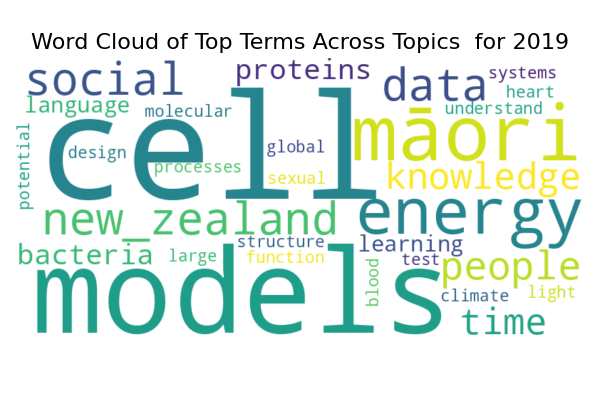 Word Cloud of Top Terms Across Topics  for 2019
social
proteins
data
systems
heart
language
molecular
understand
cell
māori
potential
design
global
processes
sexual
knowledge
new_zealand
energy
bacteria
large
structure
function
learning
test
people
blood
models
climate
light
time